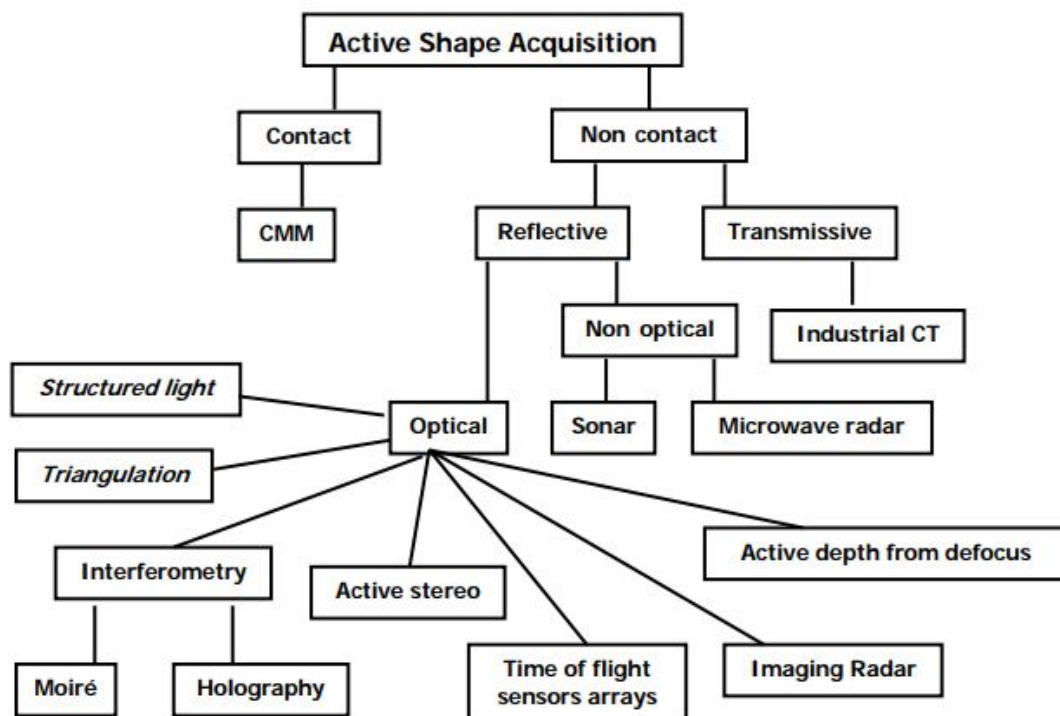 Active Shape Acquisition
Contact
Non contact
CMM
Reflective
Transmissive
Non optical
Industrial CT
Structured light
Optical
Sonar
Microwave radar
Triangulation
Interferometry
Active stereo
Active depth from defocus
Moiré
Holography
Time of flight
sensors arrays
Imaging Radar